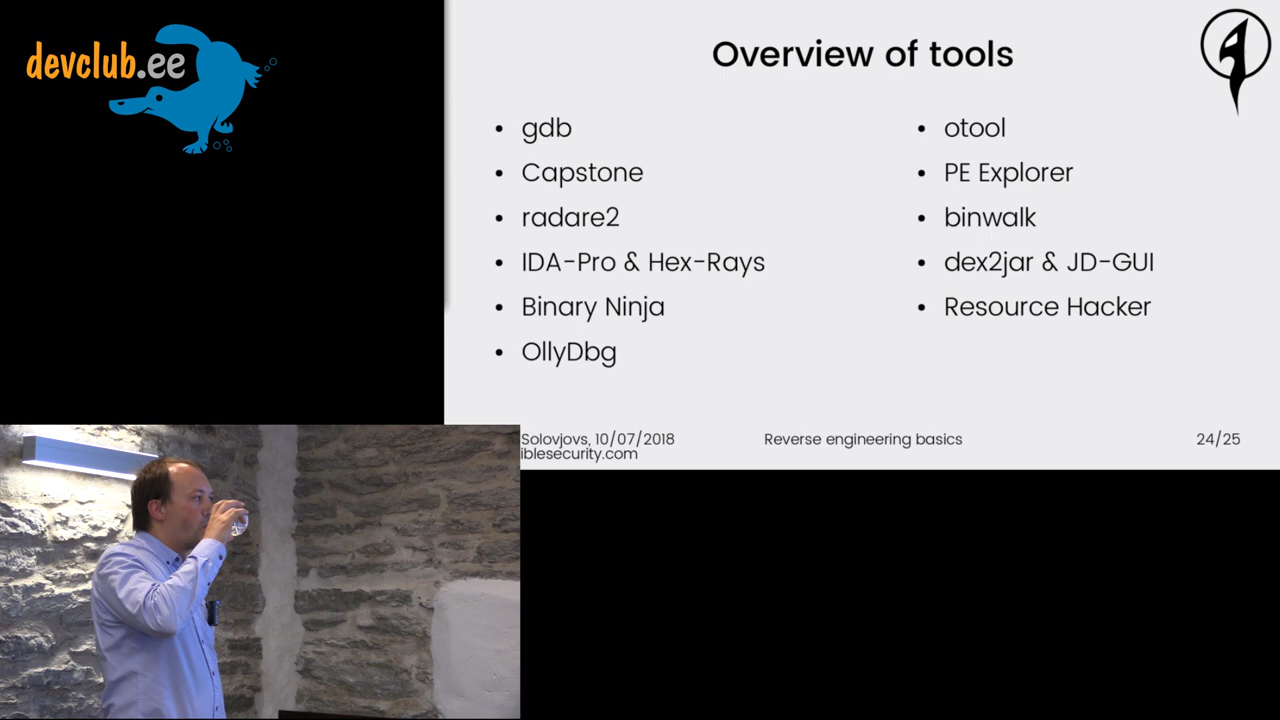 devclub.ee
Overview of tools
• gdb
• Capstone
• radare2
• IDA-Pro & Hex-Rays
• Binary Ninja
• OllyDbg
• otool
• PE Explorer
• binwalk
• dex2jar & JD-GUI
• Resource Hacker
Solovjovs, 10/07/2018
iblesecurity.com
Reverse engineering basics
24/25